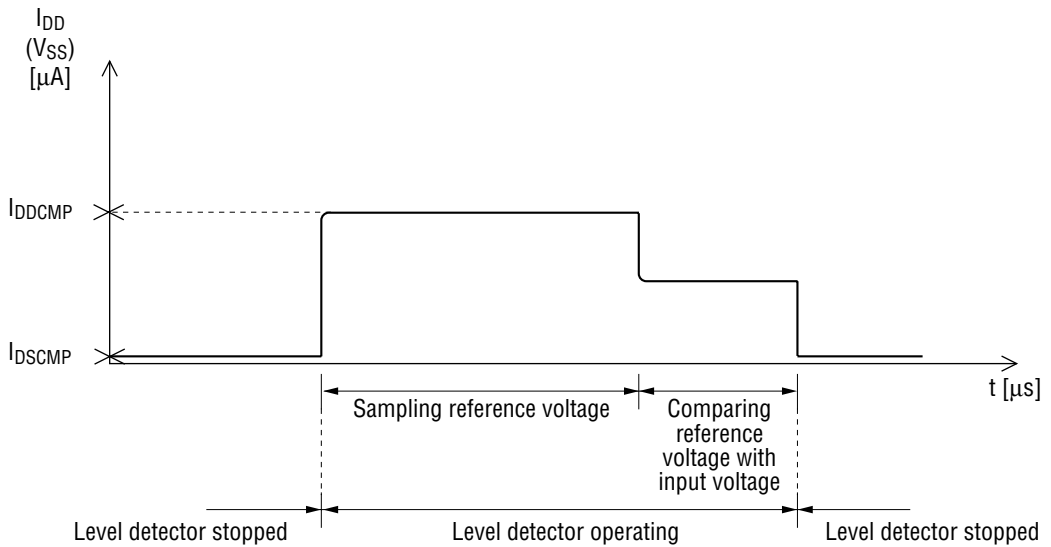 IDD
(VSS)
[μA]
IDDCMP
IDSCMP
t [μs]
Sampling reference voltage
Comparing
reference
voltage with
input voltage
Level detector stopped
Level detector operating
Level detector stopped